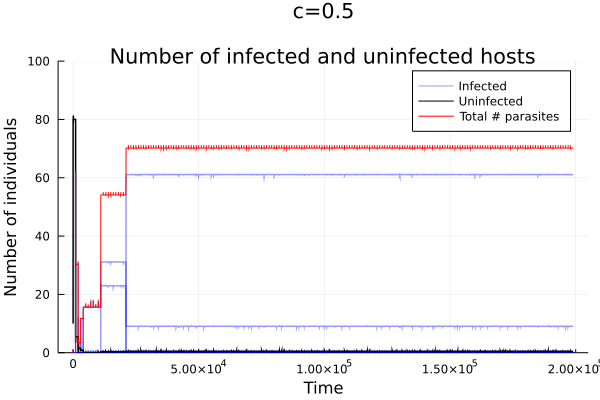 c=0.5
Number of infected and uninfected hosts
100
80
60
40
20
0
Number of individuals
Infected
Uninfected
Total # parasites
0 5.00×10⁴ 1.00×10⁵ 1.50×10⁵ 2.00×10⁵
Time